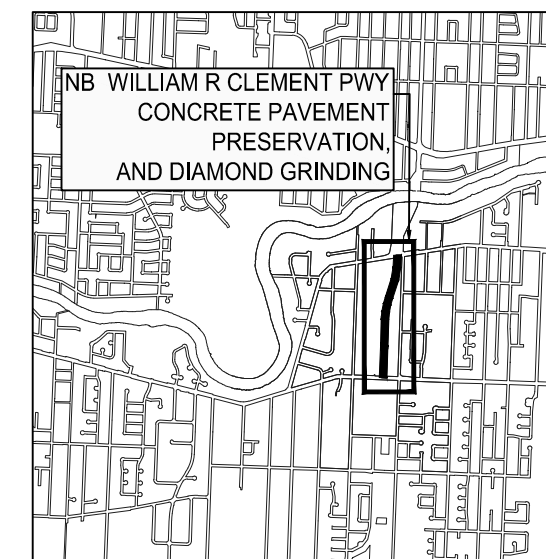 NB WILLIAM R CLEMENT PWY
CONCRETE PAVEMENT
PRESERVATION,
AND DIAMOND GRINDING